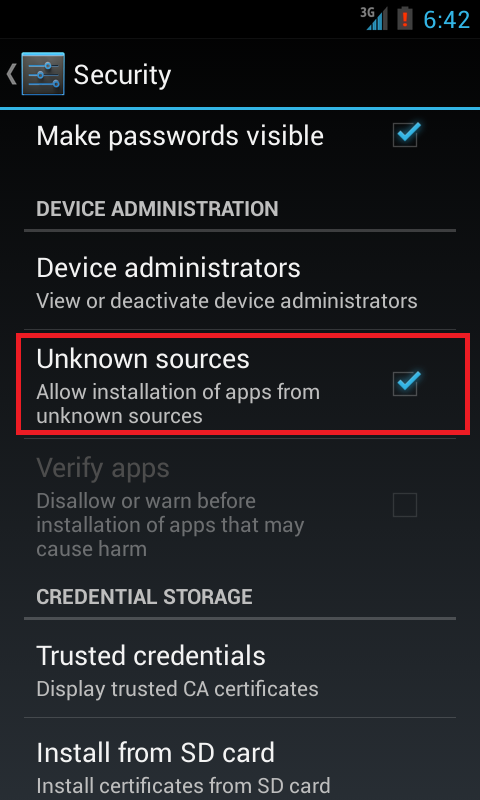 3G
6:42
Security
Make passwords visible
DEVICE ADMINISTRATION
Device administrators
View or deactivate device administrators
Unknown sources
Allow installation of apps from
unknown sources
Verify apps
Disallow or warn before
installation of apps that may
cause harm
CREDENTIAL STORAGE
Trusted credentials
Display trusted CA certificates
Install from SD card
Install certificates from SD card